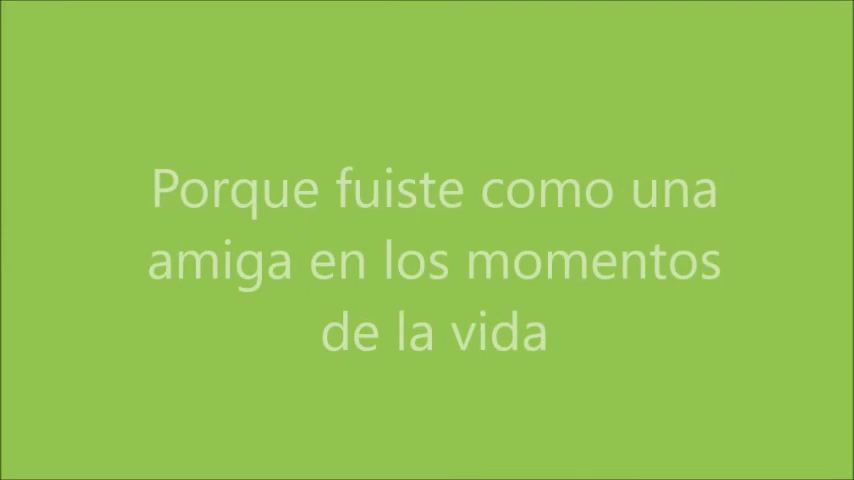 Porque fuiste como una
amiga en los momentos
de la vida